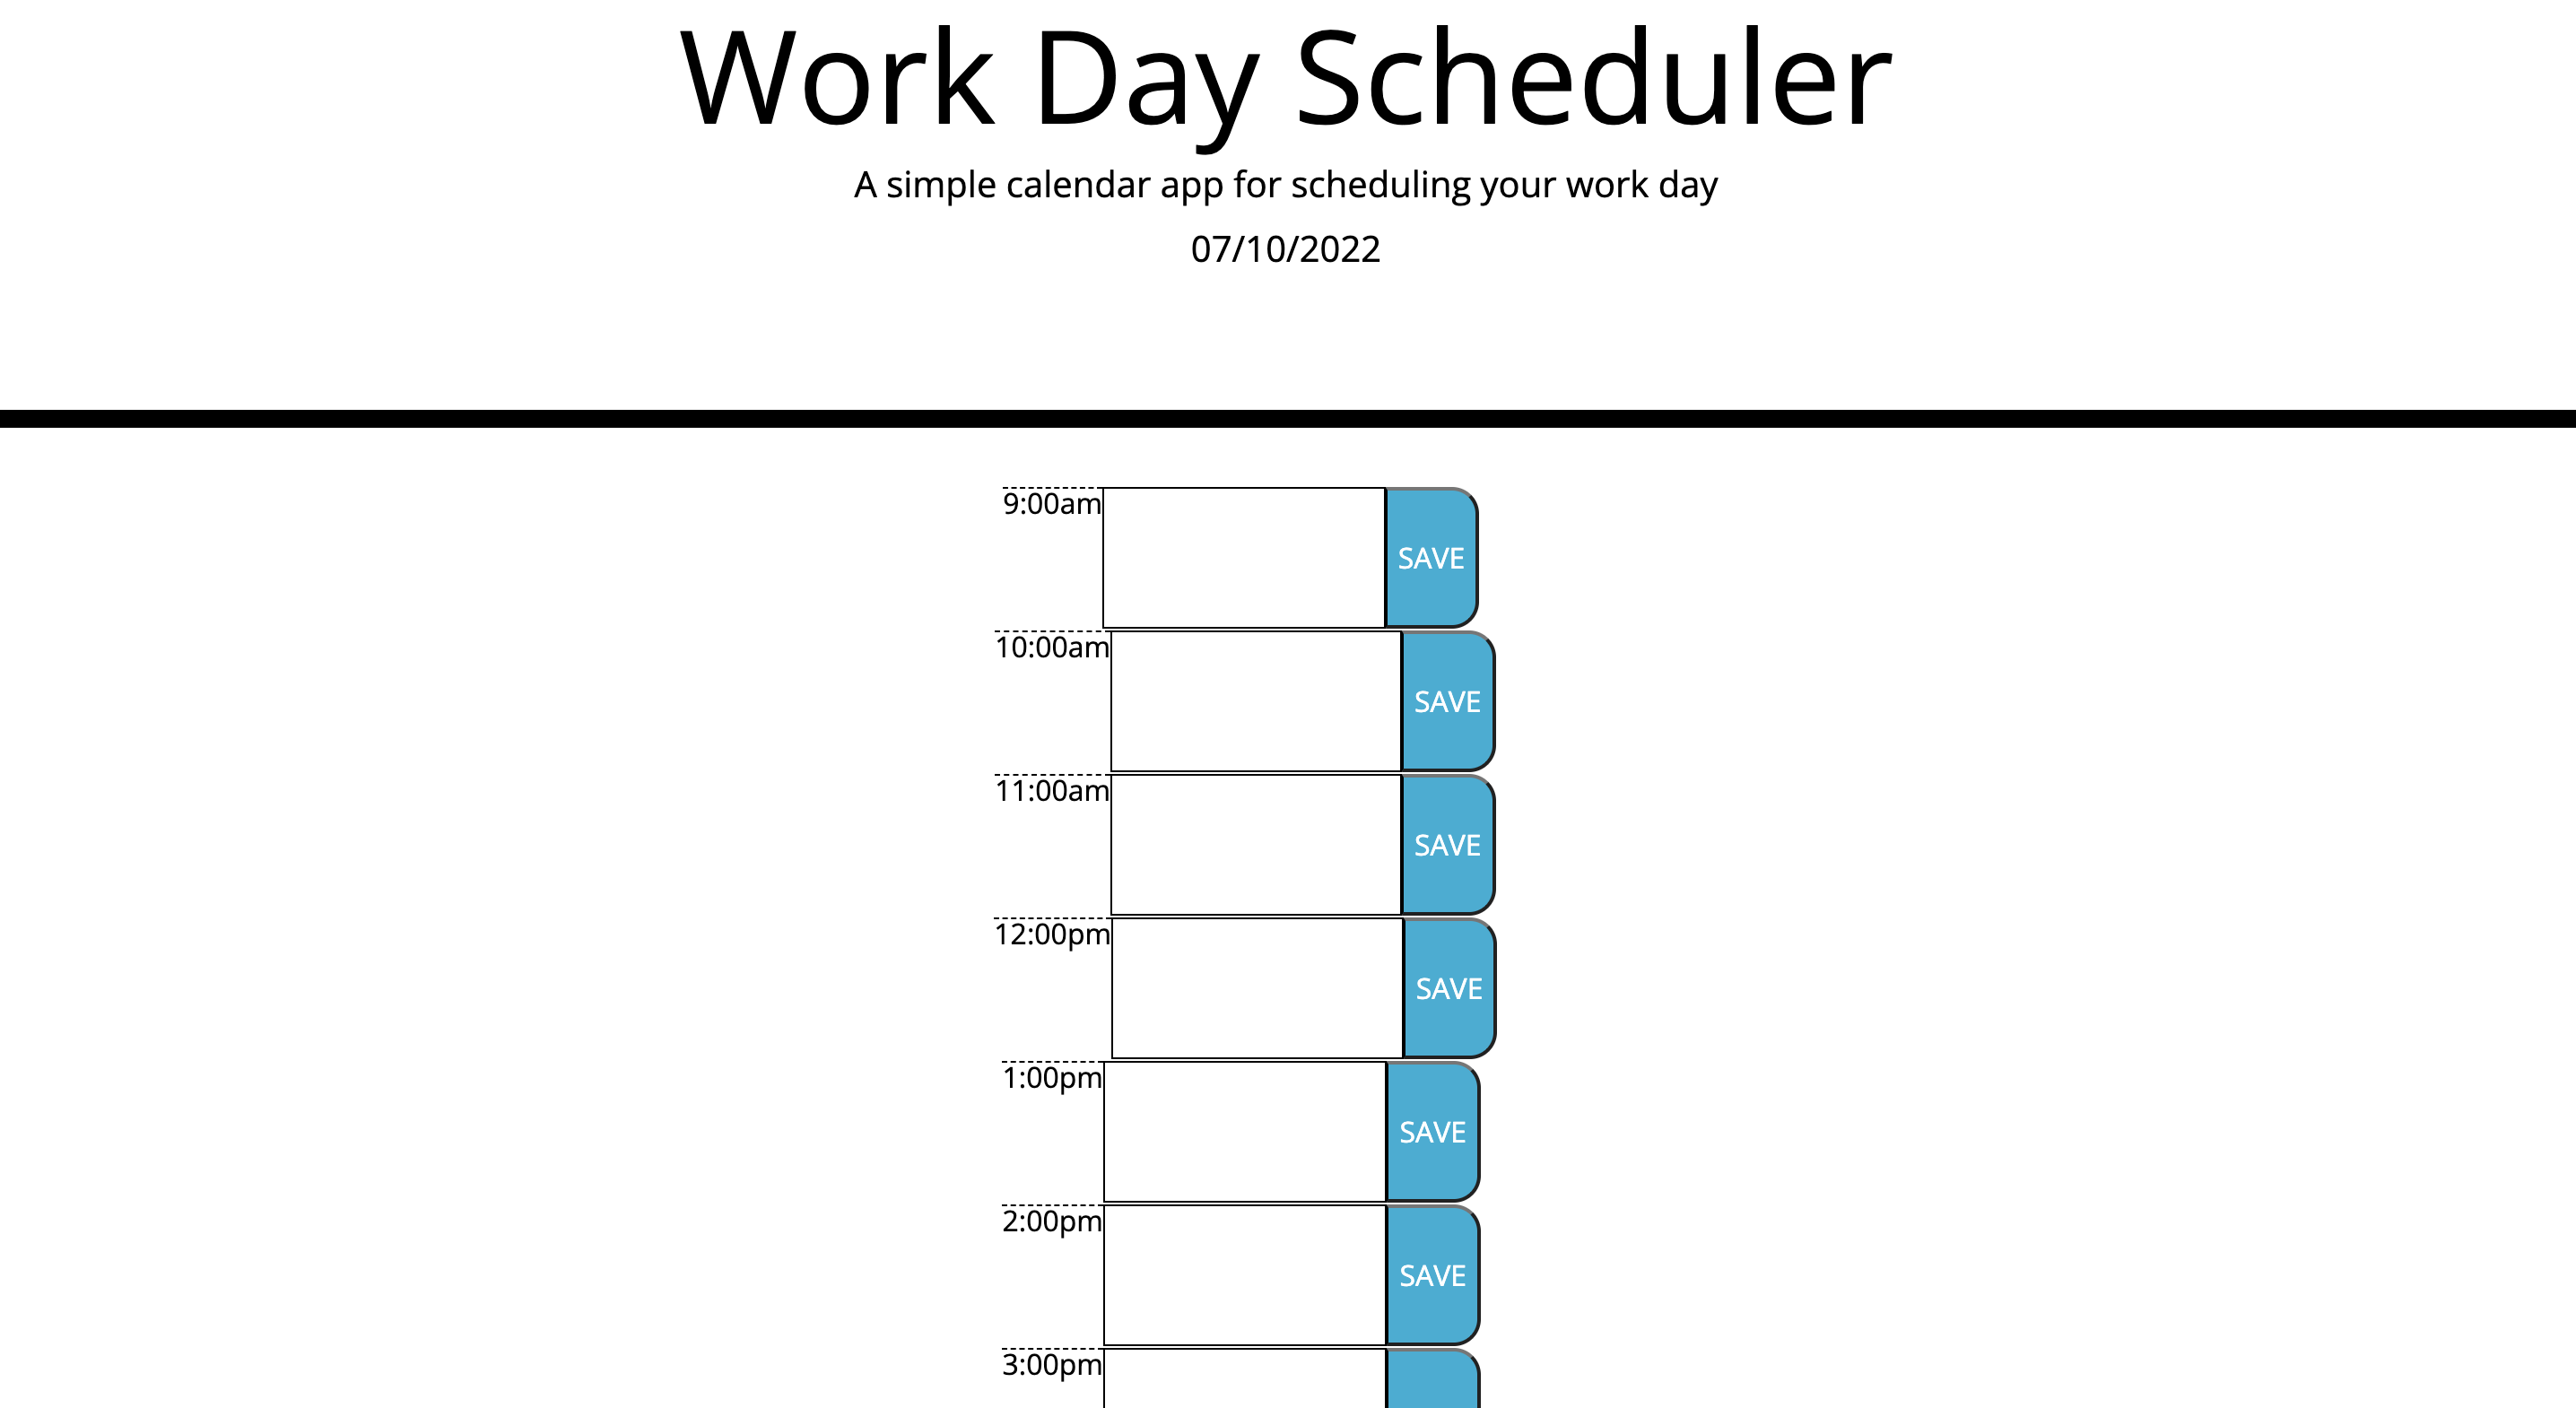 Work Day Scheduler
A simple calendar app for scheduling your work day
07/10/2022
9:00am
SAVE
10:00am
SAVE
11:00am
SAVE
12:00pm
SAVE
1:00pm
SAVE
2:00pm
SAVE
3:00pm